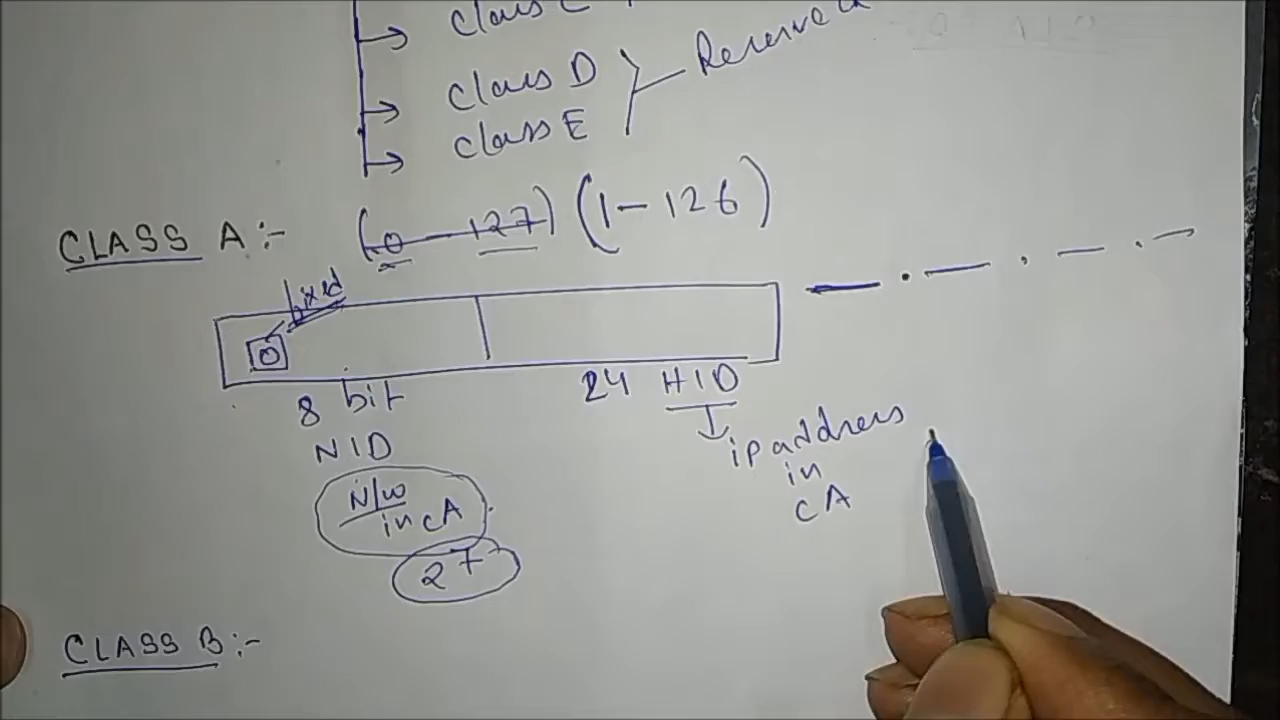 class C
class D
class E
Reserved
CLASS A :-
(0 - 127) (1 - 126)
fixed
0
8 bit
24 HID
NID
ip address
in
CA
N/W
in CA
2 7
CLASS B :-